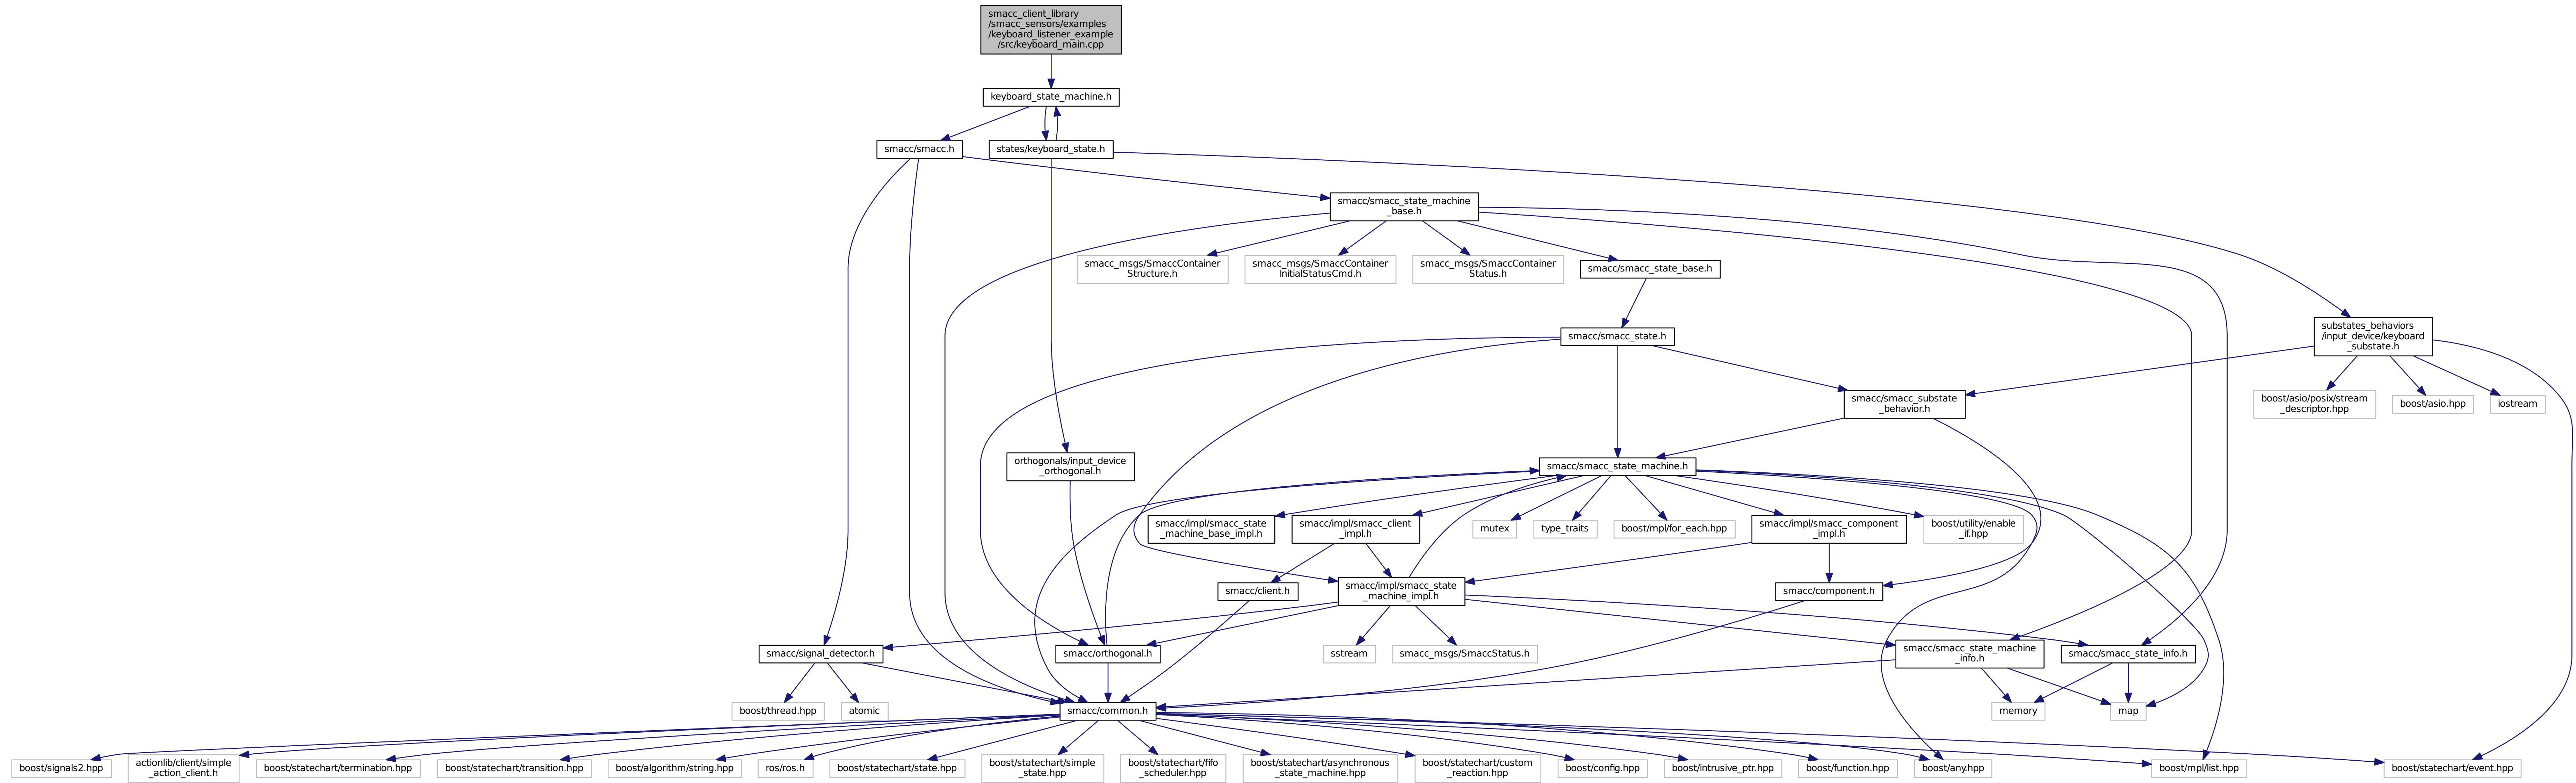 smacc_client_library
/smacc_sensors/examples
/keyboard_listener_example
/src/keyboard_main.cpp
keyboard_state_machine.h
smacc/smacc.h
states/keyboard_state.h
smacc/smacc_state_machine
_base.h
smacc_msgs/SmaccContainer
Structure.h
smacc_msgs/SmaccContainer
InitialStatusCmd.h
smacc_msgs/SmaccContainer
Status.h
smacc/smacc_state_base.h
smacc/smacc_state.h
substates_behaviors
/input_device/keyboard
_substate.h
smacc/smacc_substate
_behavior.h
boost/asio/posix/stream
_descriptor.hpp
boost/asio.hpp
iostream
orthogonals/input_device
_orthogonal.h
smacc/smacc_state_machine.h
smacc/impl/smacc_state
_machine_base_impl.h
smacc/impl/smacc_client
_impl.h
mutex
type_traits
boost/mpl/for_each.hpp
smacc/impl/smacc_component
_impl.h
boost/utility/enable
_if.hpp
smacc/client.h
smacc/impl/smacc_state
_machine_impl.h
smacc/component.h
smacc/signal_detector.h
smacc/orthogonal.h
sstream
smacc_msgs/SmaccStatus.h
smacc/smacc_state_machine
_info.h
smacc/smacc_state_info.h
boost/thread.hpp
atomic
smacc/common.h
memory
map
boost/signals2.hpp
actionlib/client/simple
_action_client.h
boost/statechart/termination.hpp
boost/statechart/transition.hpp
boost/algorithm/string.hpp
ros/ros.h
boost/statechart/state.hpp
boost/statechart/simple
_state.hpp
boost/statechart/fifo
_scheduler.hpp
boost/statechart/asynchronous
_state_machine.hpp
boost/statechart/custom
_reaction.hpp
boost/config.hpp
boost/intrusive_ptr.hpp
boost/function.hpp
boost/any.hpp
boost/mpl/list.hpp
boost/statechart/event.hpp